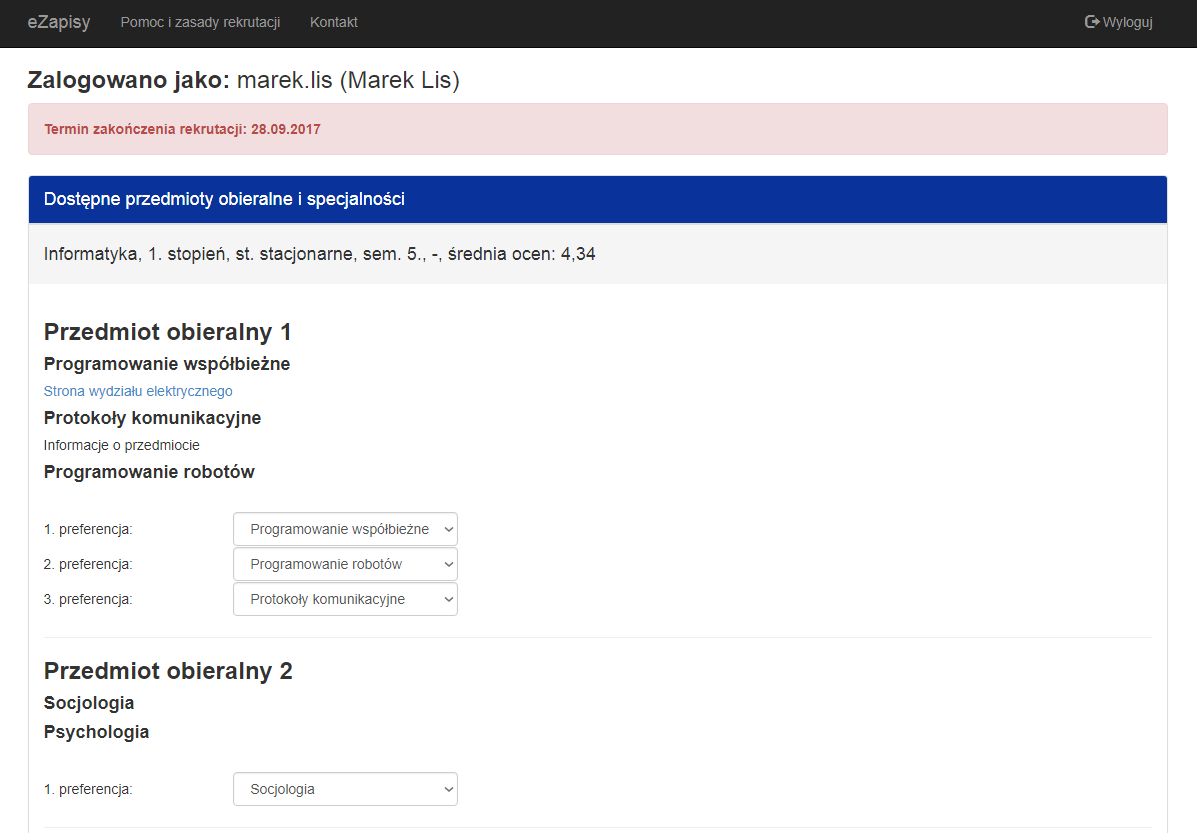 eZapisy Pomoc i zasady rekrutacji Kontakt Wyloguj
Zalogowano jako: marek.lis (Marek Lis)
Termin zakończenia rekrutacji: 28.09.2017
Dostępne przedmioty obieralne i specjalności
Informatyka, 1. stopień, st. stacjonarne, sem. 5., -, średnia ocen: 4,34
Przedmiot obieralny 1
Programowanie współbieżne
Strona wydziału elektrycznego
Protokoły komunikacyjne
Informacje o przedmiocie
Programowanie robotów
1. preferencja: Programowanie współbieżne
2. preferencja: Programowanie robotów
3. preferencja: Protokoły komunikacyjne
Przedmiot obieralny 2
Socjologia
Psychologia
1. preferencja: Socjologia